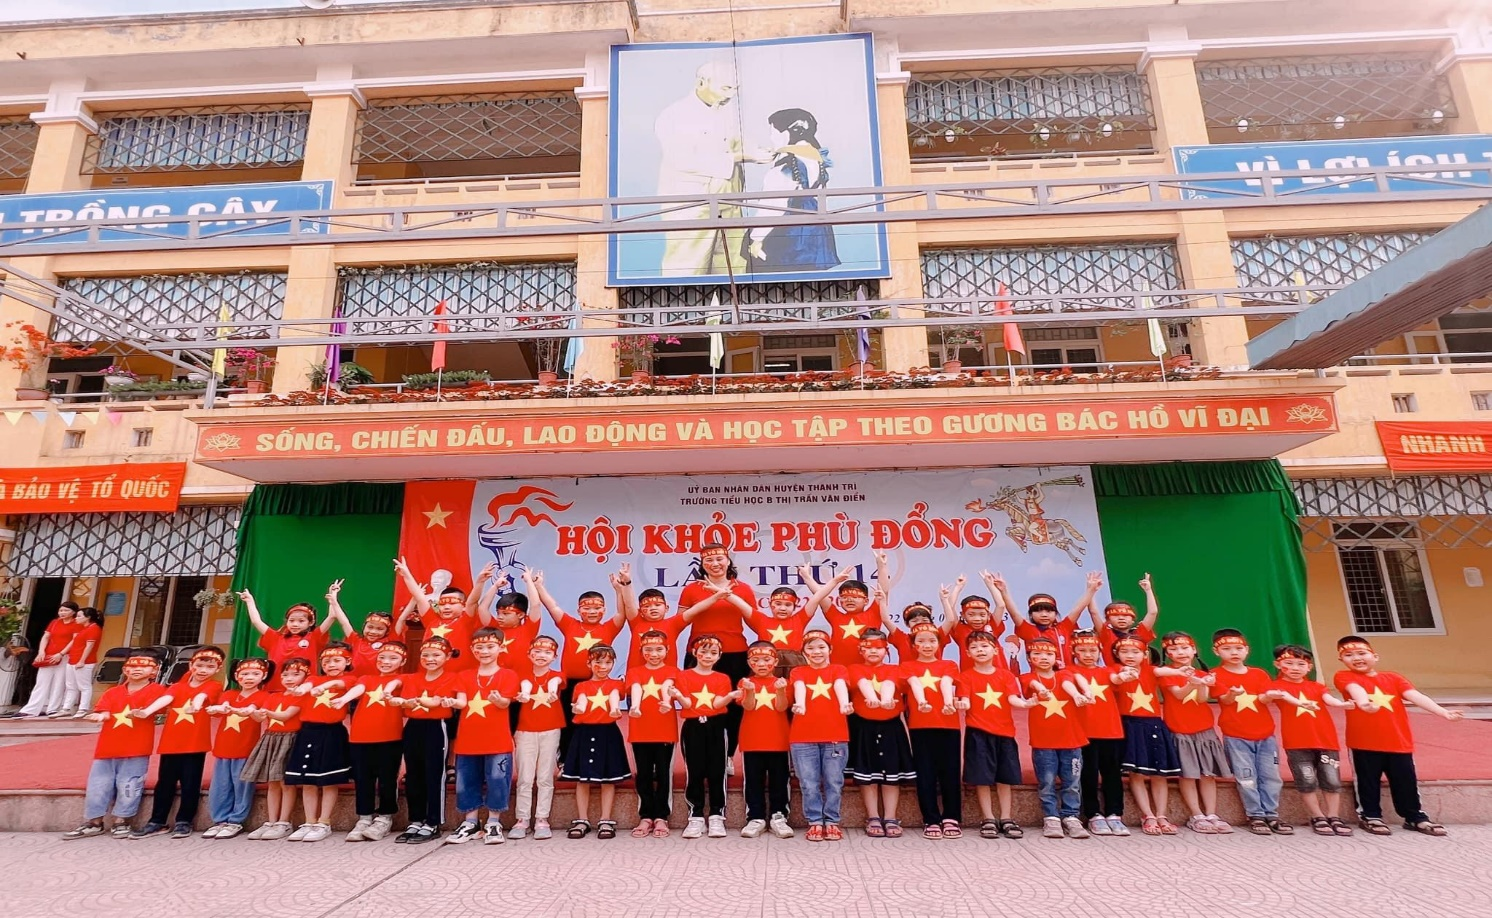 TRỒNG CÂY
VÌ LỢI ÍCH
SỐNG, CHIẾN ĐẤU, LAO ĐỘNG VÀ HỌC TẬP THEO GƯƠNG BÁC HỒ VĨ ĐẠI
BẢO VỆ TỔ QUỐC
NHANH
UỶ BAN NHÂN DÂN HUYỆN THANH TRÌ
TRƯỜNG TIỂU HỌC B THỊ TRẤN VĂN ĐIỂN
HỘI KHỎE PHÙ ĐỔNG
LẦN THỨ 14